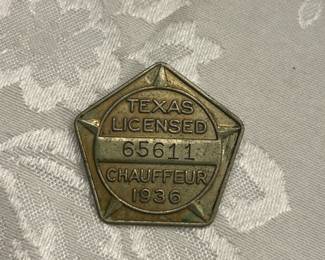 TEXAS
LICENSED
65611
CHAUFFEUR
1936